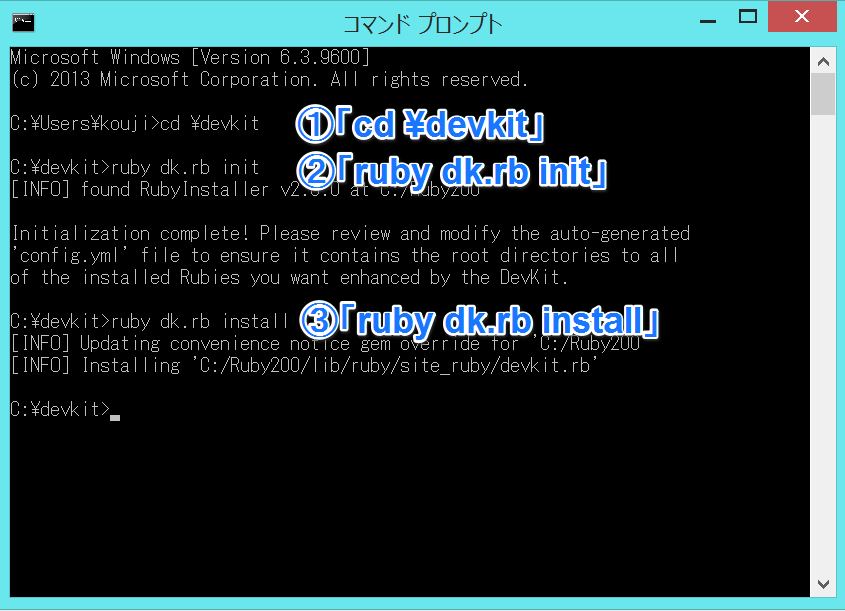 コマンド プロンプト
Microsoft Windows [Version 6.3.9600]
(c) 2013 Microsoft Corporation. All rights reserved.
C:¥Users¥kouji>cd ¥devkit
①「cd ¥devkit」
C:¥devkit>ruby dk.rb init
②「ruby dk.rb init」
[INFO] found RubyInstaller v2.0.0 at C:/Ruby200
Initialization complete! Please review and modify the auto-generated
'config.yml' file to ensure it contains the root directories to all
of the installed Rubies you want enhanced by the DevKit.
C:¥devkit>ruby dk.rb install
③「ruby dk.rb install」
[INFO] Updating convenience notice gem override for 'C:/Ruby200'
[INFO] Installing 'C:/Ruby200/lib/ruby/site_ruby/devkit.rb'
C:¥devkit>